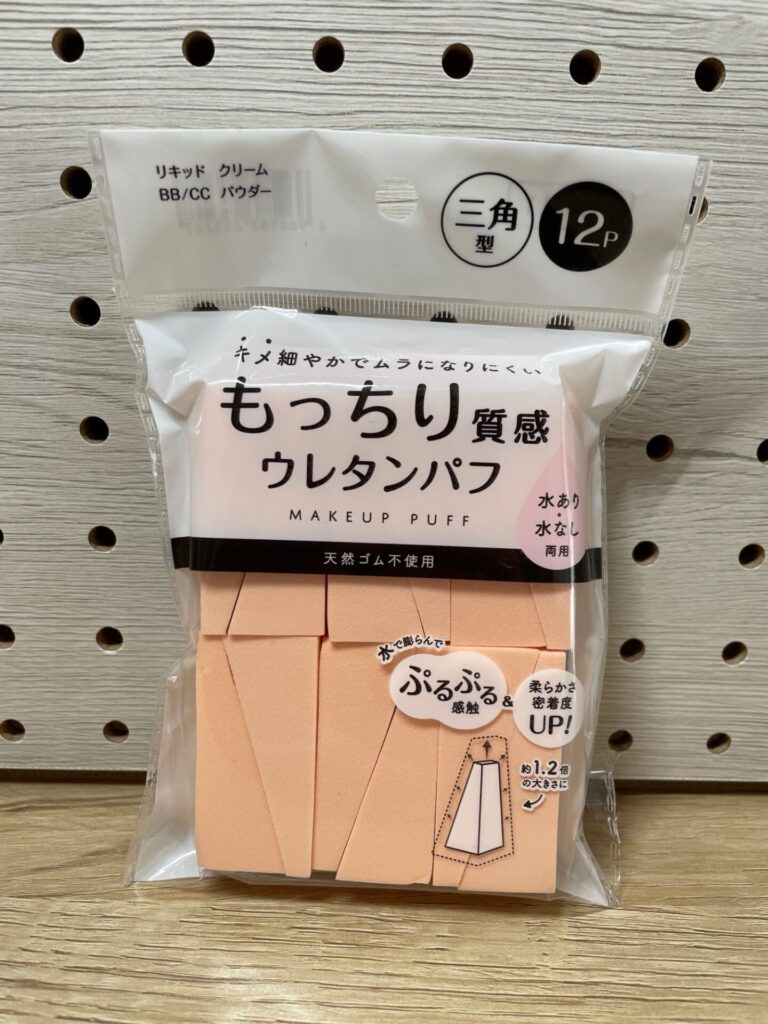 リキッド クリーム
BB/CC パウダー
三角
型
12P
キメ細やかでムラになりにくい
もっちり質感
ウレタンパフ
MAKEUP PUFF
水あり
・
水なし
両用
天然ゴム不使用
水で膨らんで
ぷるぷる
感触
&
柔らかさ
密着度
UP!
約1.2倍
の大きさに